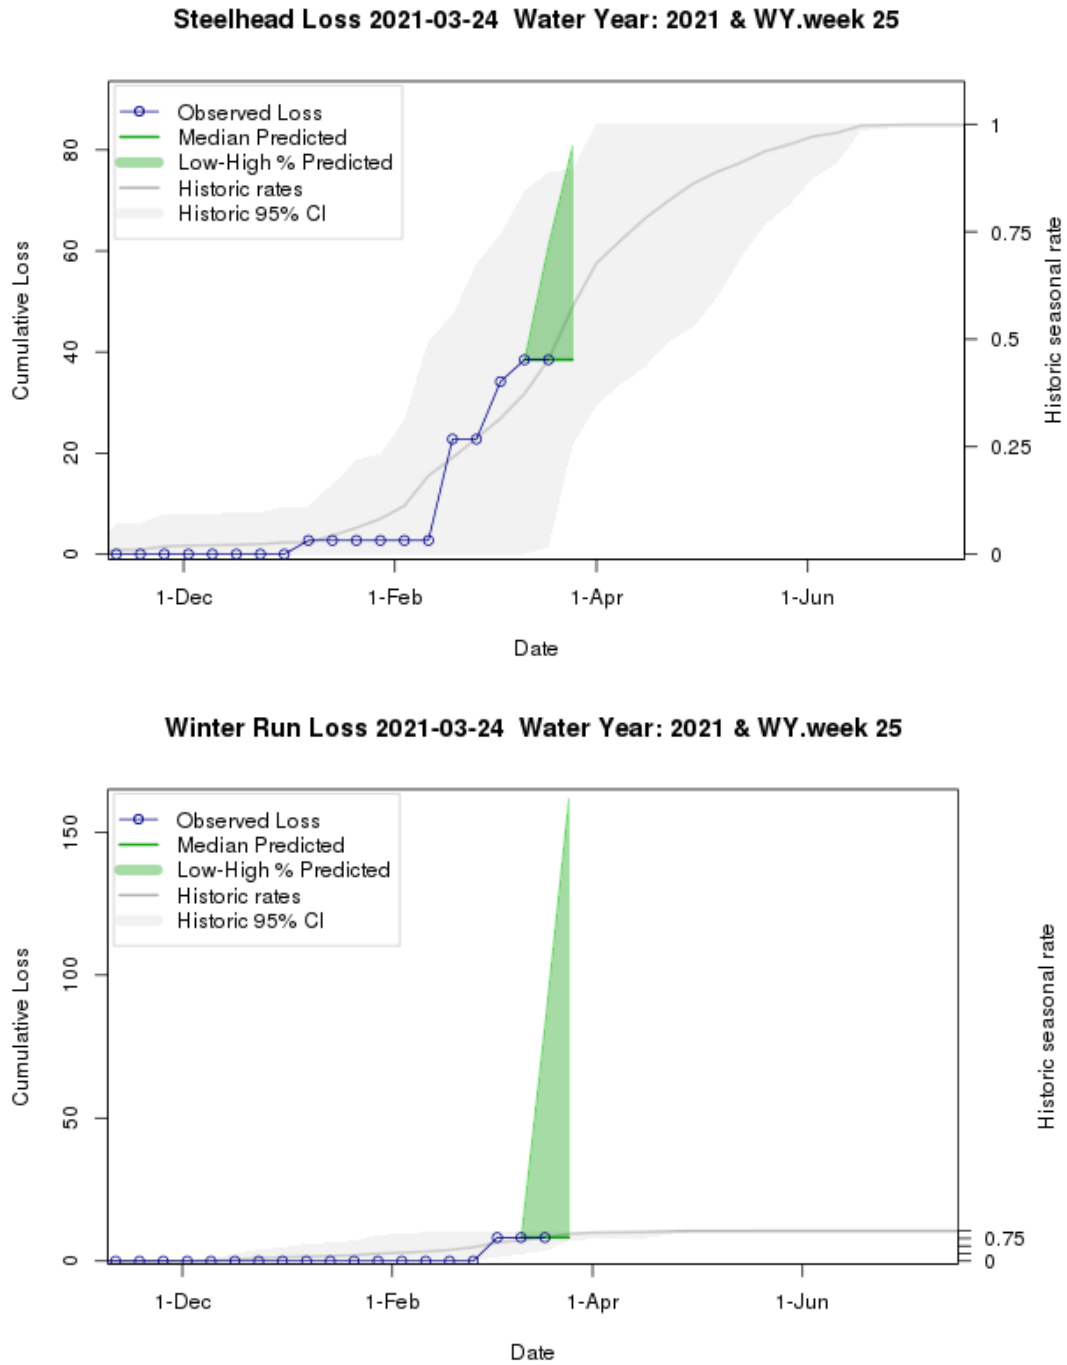 Steelhead Loss 2021-03-24  Water Year: 2021 & WY.week 25
Observed Loss
Median Predicted
Low-High % Predicted
Historic rates
Historic 95% CI
Cumulative Loss
80
60
40
20
0
1
0.75
0.5
0.25
0
Historic seasonal rate
1-Dec
1-Feb
1-Apr
1-Jun
Date
Winter Run Loss 2021-03-24  Water Year: 2021 & WY.week 25
Observed Loss
Median Predicted
Low-High % Predicted
Historic rates
Historic 95% CI
Cumulative Loss
150
100
50
0
0.75
0
Historic seasonal rate
1-Dec
1-Feb
1-Apr
1-Jun
Date